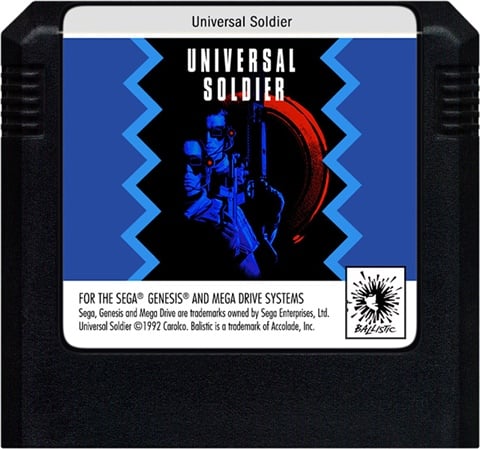 Universal Soldier
UNIVERSAL
SOLDIER
FOR THE SEGA® GENESIS® AND MEGA DRIVE SYSTEMS
Sega, Genesis and Mega Drive are trademarks owned by Sega Enterprises, Ltd.
Universal Soldier ©1992 Carolco. Balistic is a trademark of Accolade, Inc.
BALLISTIC